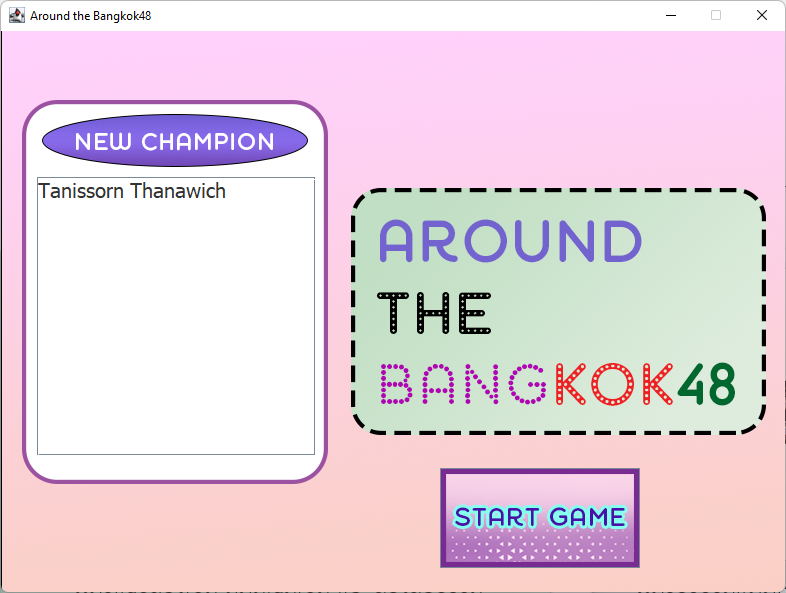 Around the Bangkok48
NEW CHAMPION
Tanissorn Thanawich
AROUND
THE
BANGKOK48
START GAME